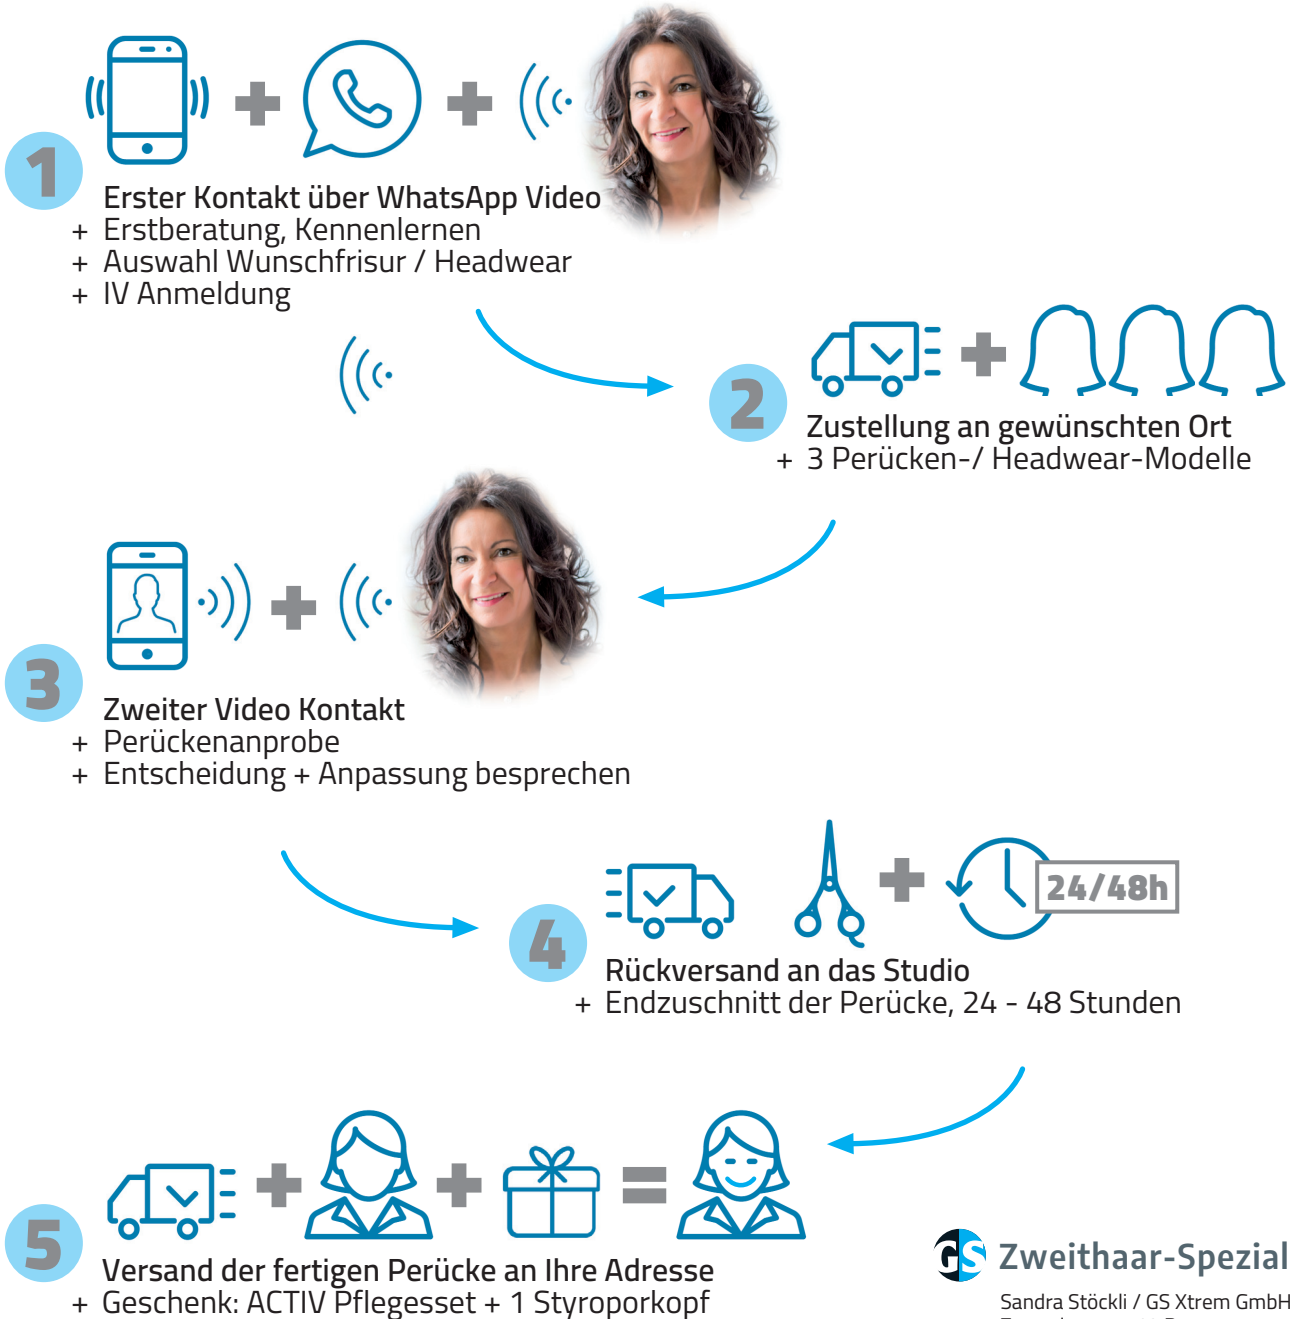 1
Erster Kontakt über WhatsApp Video
+ Erstberatung, Kennenlernen
+ Auswahl Wunschfrisur / Headwear
+ IV Anmeldung
2
Zustellung an gewünschten Ort
+ 3 Perücken-/ Headwear-Modelle
3
Zweiter Video Kontakt
+ Perückenanprobe
+ Entscheidung + Anpassung besprechen
24/48h
4
Rückversand an das Studio
+ Endzuschnitt der Perücke, 24 - 48 Stunden
5
Versand der fertigen Perücke an Ihre Adresse
+ Geschenk: ACTIV Pflegesset + 1 Styroporkopf
GS Zweithaar-Spezial
Sandra Stöckli / GS Xtrem GmbH